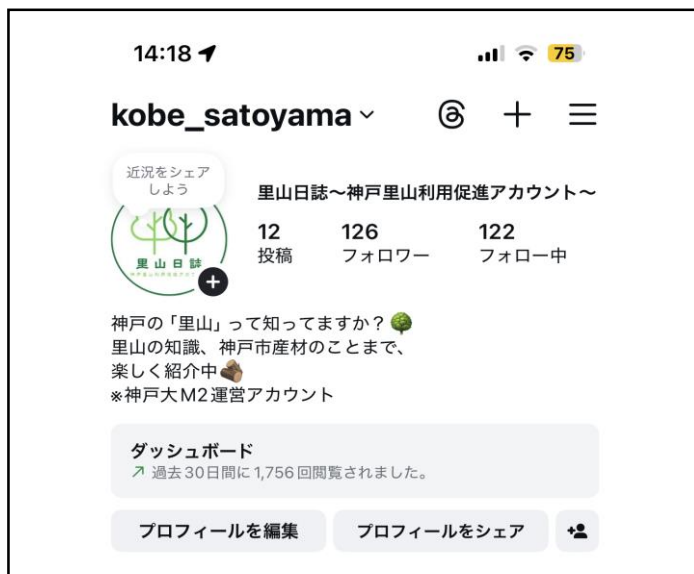 14:18
75
kobe_satoyama
近況をシェア
しよう
里山日誌〜神戸里山利用促進アカウント〜
12 126 122
投稿 フォロワー フォロー中
里山日誌
神戸の「里山」って知ってますか？🌳
里山の知識、神戸市産材のことまで、
楽しく紹介中🪵
※神戸大M2運営アカウント
ダッシュボード
過去30日間に1,756回閲覧されました。
プロフィールを編集 プロフィールをシェア